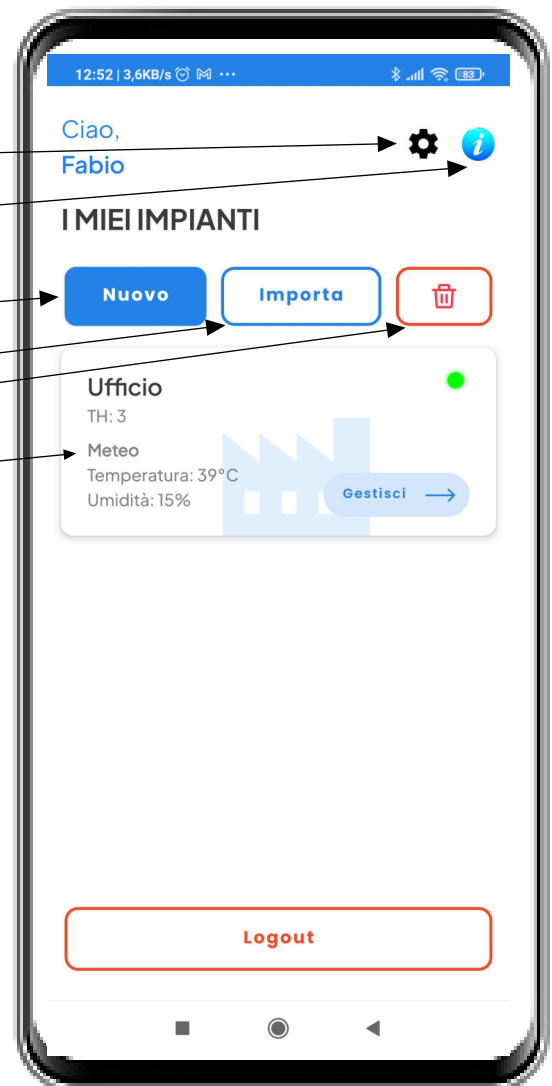 12:52 | 3,6KB/s ... 83
Ciao,
Fabio
i
I MIEI IMPIANTI
Nuovo Importa
Ufficio
TH: 3
Meteo
Temperatura: 39°C
Umidità: 15%
Gestisci
Logout